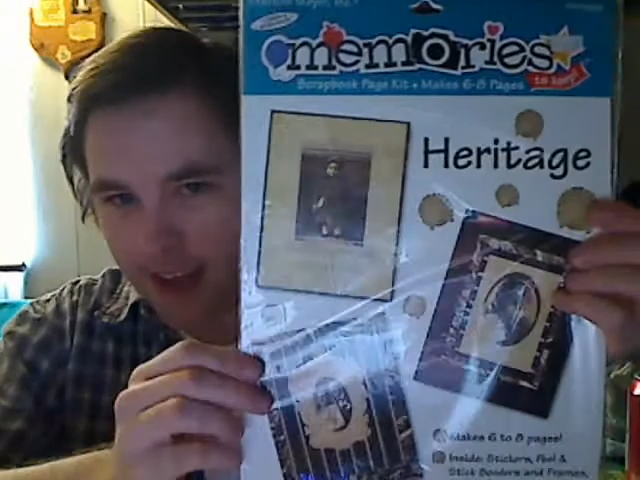 memories
to keep!
Scrapbook Page Kit • Makes 6-8 Pages
Heritage
Makes 6 to 8 pages!
Inside: Stickers, Peel &
Stick Borders and Frames,